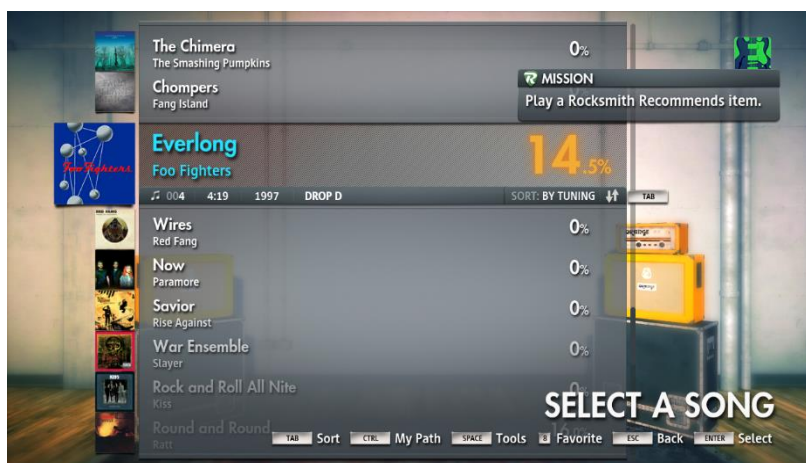 The Chimera
The Smashing Pumpkins
0%
Chompers
Fang Island
MISSION
Play a Rocksmith Recommends item.
Foo Fighters
Everlong
Foo Fighters
14.5%
004 4:19 1997 DROP D SORT: BY TUNING TAB
Wires
Red Fang
0%
Now
Paramore
0%
Savior
Rise Against
0%
War Ensemble
Slayer
0%
Rock and Roll All Nite
Kiss
Round and Round
Ratt
SELECT A SONG
TAB Sort CTRL My Path SPACE Tools 8 Favorite ESC Back ENTER Select